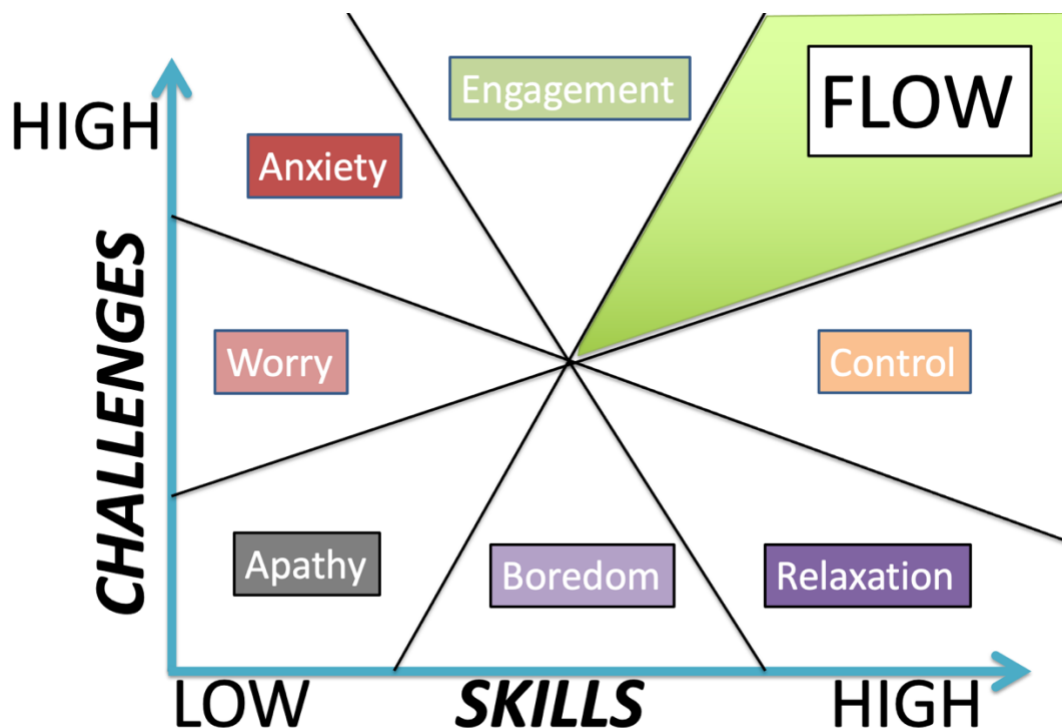 Engagement
FLOW
HIGH
Anxiety
CHALLENGES
Worry
Control
Apathy
Boredom
Relaxation
LOW
SKILLS
HIGH